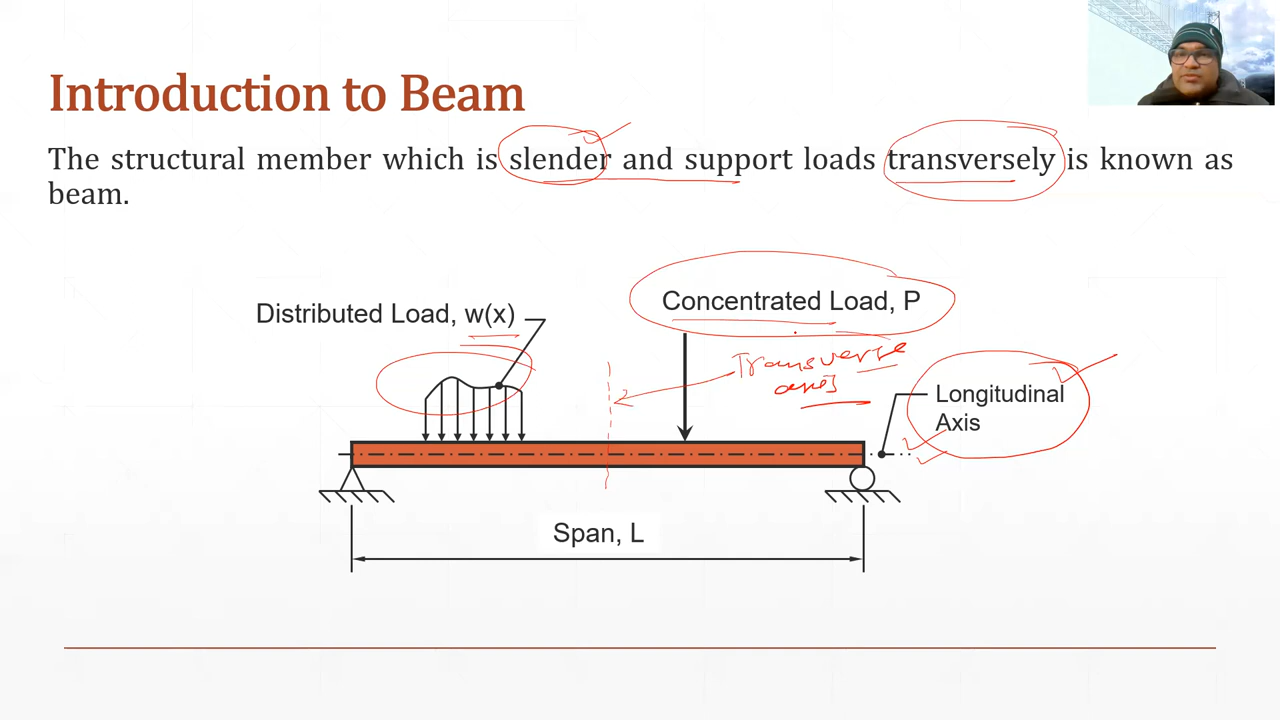 Introduction to Beam
The structural member which is slender and support loads transversely is known as
beam.
Distributed Load, w(x)
Concentrated Load, P
Transverse
axes
Longitudinal
Axis
Span, L